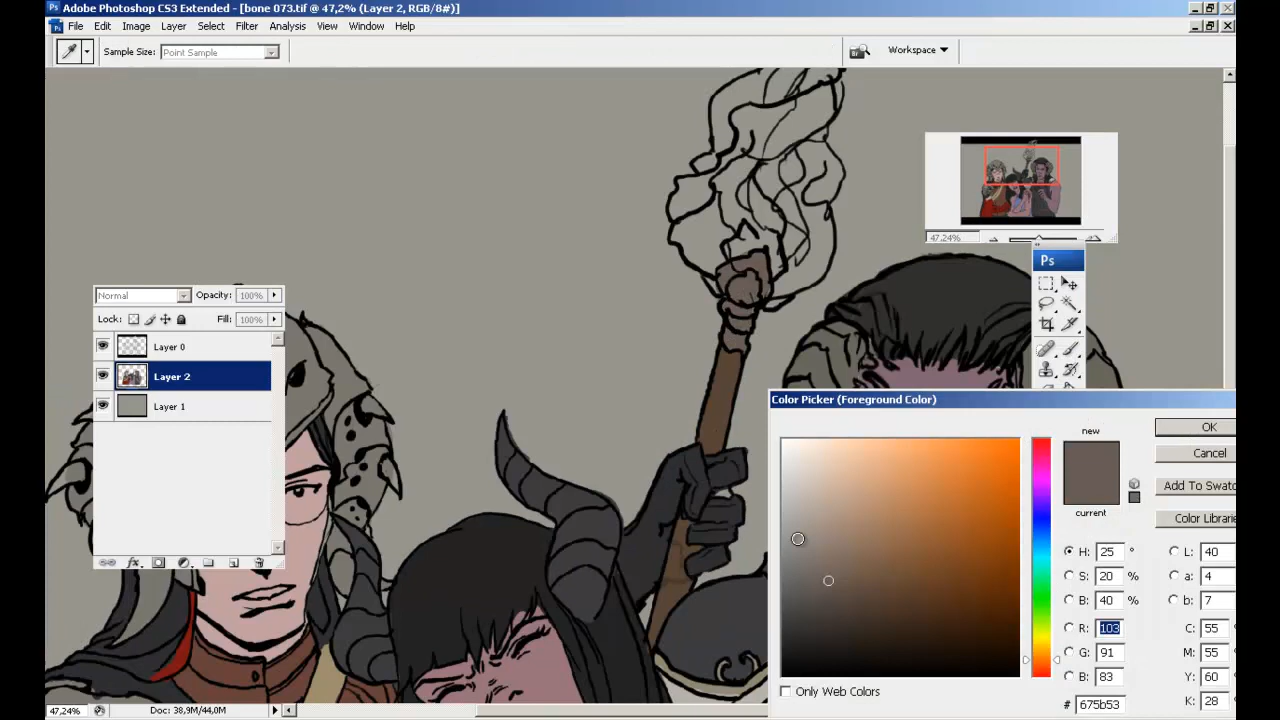 Adobe Photoshop CS3 Extended - [bone 073.tif @ 47,2% (Layer 2, RGB/8#)]
File Edit Image Layer Select Filter Analysis View Window Help
Sample Size: Point Sample
Workspace
47,24%
Ps
Normal Opacity: 100%
Lock: Fill: 100%
Layer 0
Layer 2
Layer 1
Color Picker (Foreground Color)
new
current
OK
Cancel
Add To Swatc
Color Librarie
H: 25 ° L: 40
S: 20 % a: 4
B: 40 % b: 7
R: 103 C: 55
G: 91 M: 55
B: 83 Y: 60
# 675b53 K: 28
Only Web Colors
47,24% Doc: 38,9M/44,0M